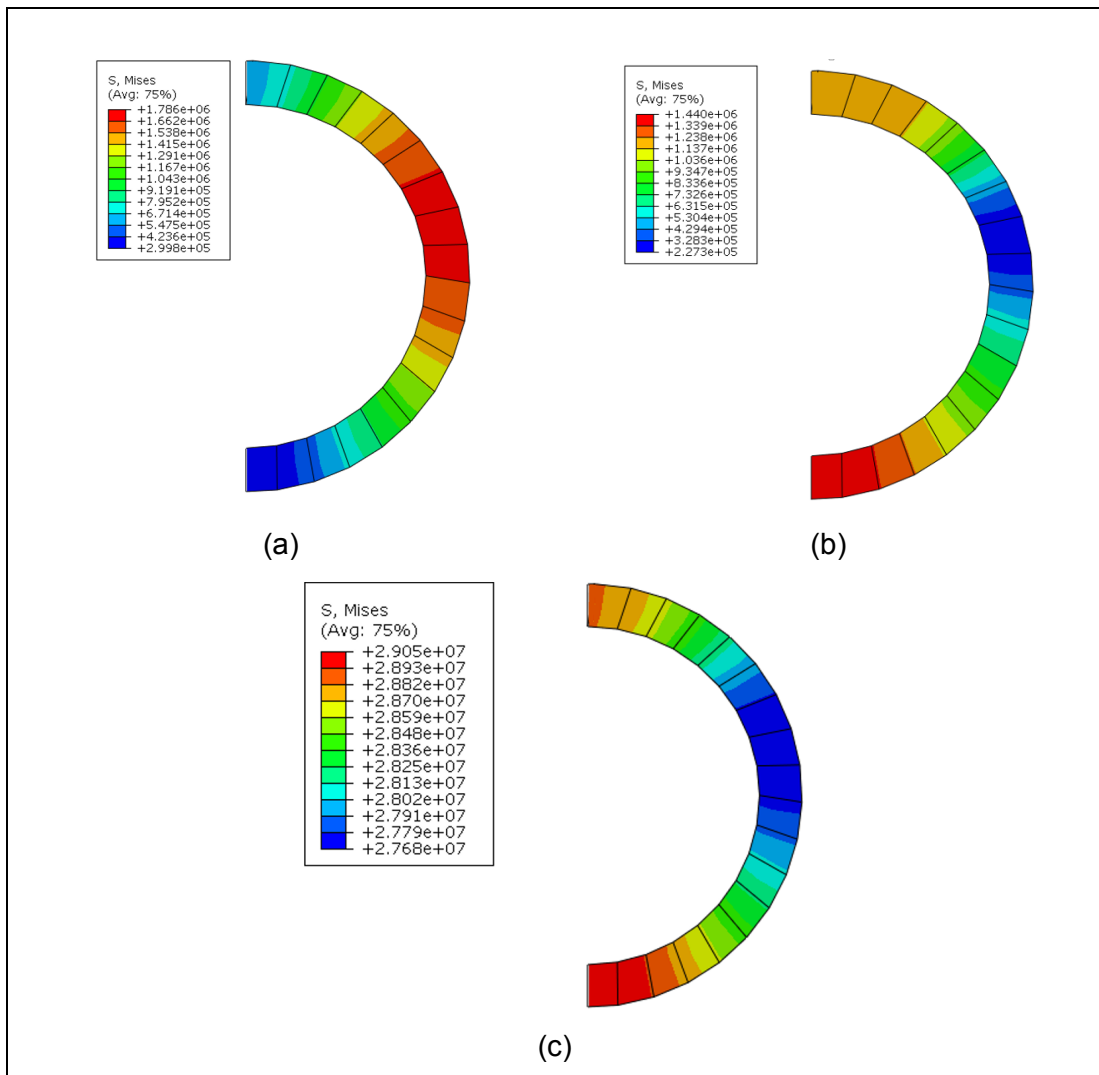 S, Mises
(Avg: 75%)
+1.786e+06
+1.662e+06
+1.538e+06
+1.415e+06
+1.291e+06
+1.167e+06
+1.043e+06
+9.191e+05
+7.952e+05
+6.714e+05
+5.475e+05
+4.236e+05
+2.998e+05
(a)
S, Mises
(Avg: 75%)
+1.440e+06
+1.339e+06
+1.238e+06
+1.137e+06
+1.036e+06
+9.347e+05
+8.336e+05
+7.326e+05
+6.315e+05
+5.304e+05
+4.294e+05
+3.283e+05
+2.273e+05
(b)
S, Mises
(Avg: 75%)
+2.905e+07
+2.893e+07
+2.882e+07
+2.870e+07
+2.859e+07
+2.848e+07
+2.836e+07
+2.825e+07
+2.813e+07
+2.802e+07
+2.791e+07
+2.779e+07
+2.768e+07
(c)